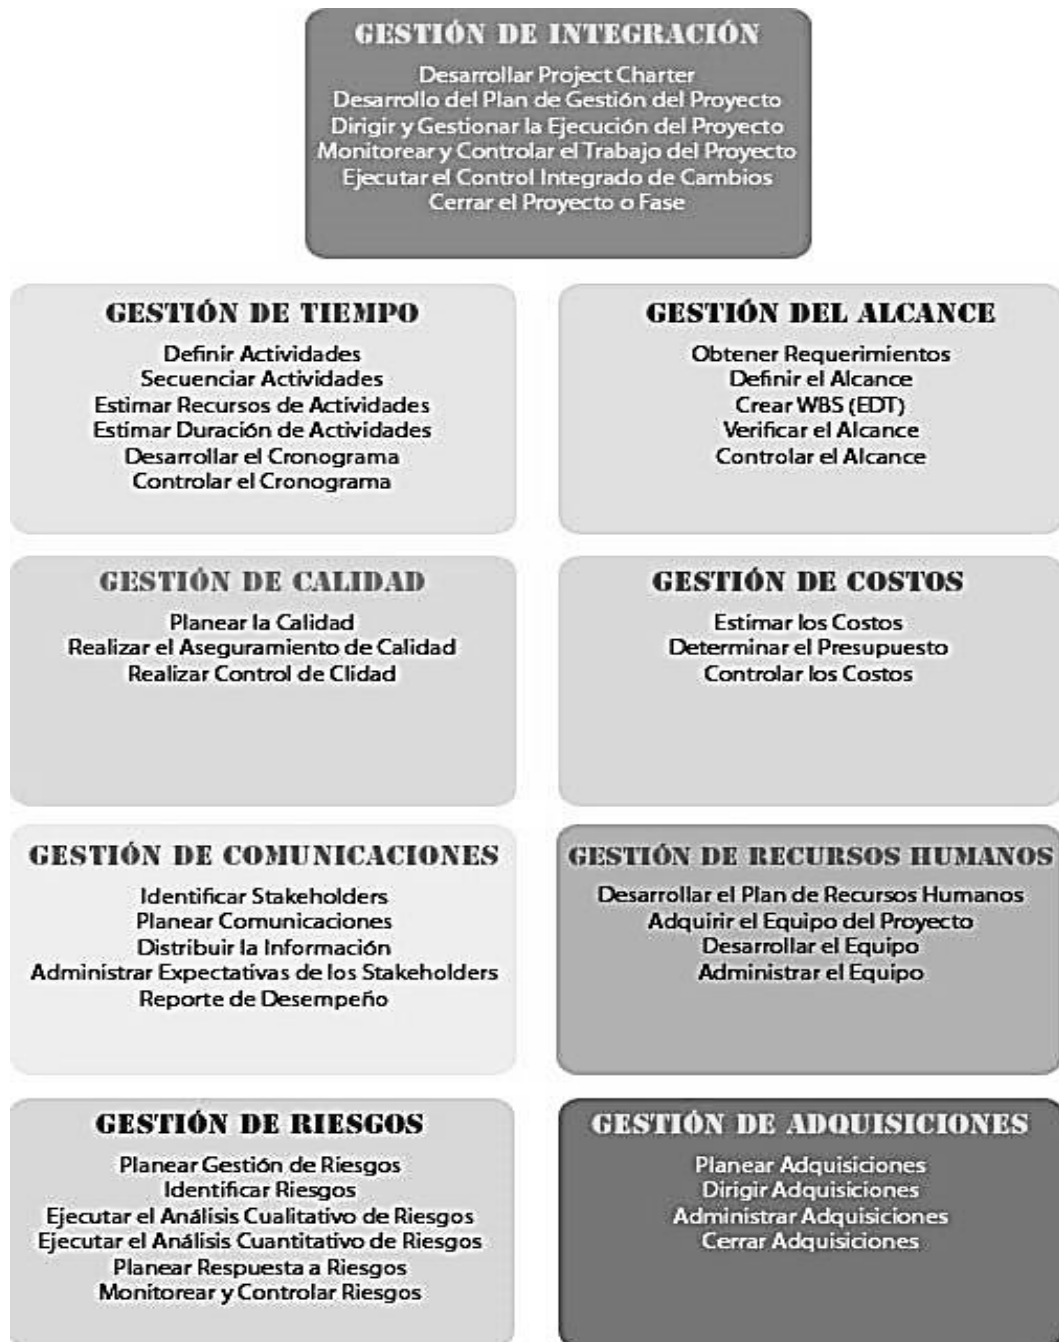 GESTIÓN DE INTEGRACIÓN
Desarrollar Project Charter
Desarrollo del Plan de Gestión del Proyecto
Dirigir y Gestionar la Ejecución del Proyecto
Monitorear y Controlar el Trabajo del Proyecto
Ejecutar el Control Integrado de Cambios
Cerrar el Proyecto o Fase
GESTIÓN DE TIEMPO
Definir Actividades
Secuenciar Actividades
Estimar Recursos de Actividades
Estimar Duración de Actividades
Desarrollar el Cronograma
Controlar el Cronograma
GESTIÓN DEL ALCANCE
Obtener Requerimientos
Definir el Alcance
Crear WBS (EDT)
Verificar el Alcance
Controlar el Alcance
GESTIÓN DE CALIDAD
Planear la Calidad
Realizar el Aseguramiento de Calidad
Realizar Control de Clidad
GESTIÓN DE COSTOS
Estimar los Costos
Determinar el Presupuesto
Controlar los Costos
GESTIÓN DE COMUNICACIONES
Identificar Stakeholders
Planear Comunicaciones
Distribuir la Información
Administrar Expectativas de los Stakeholders
Reporte de Desempeño
GESTIÓN DE RECURSOS HUMANOS
Desarrollar el Plan de Recursos Humanos
Adquirir el Equipo del Proyecto
Desarrollar el Equipo
Administrar el Equipo
GESTIÓN DE RIESGOS
Planear Gestión de Riesgos
Identificar Riesgos
Ejecutar el Análisis Cualitativo de Riesgos
Ejecutar el Análisis Cuantitativo de Riesgos
Planear Respuesta a Riesgos
Monitorear y Controlar Riesgos
GESTIÓN DE ADQUISICIONES
Planear Adquisiciones
Dirigir Adquisiciones
Administrar Adquisiciones
Cerrar Adquisiciones